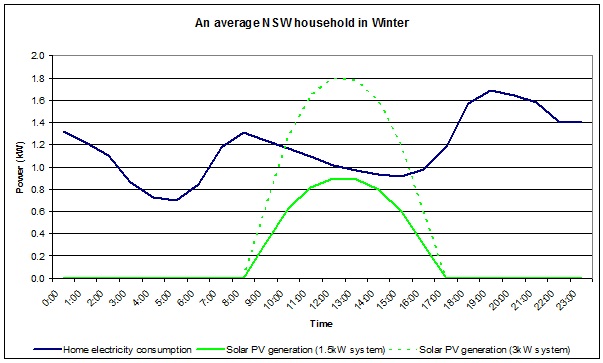 An average NSW household in Winter
2.0
1.8
1.6
1.4
1.2
1.0
0.8
0.6
0.4
0.2
0.0
Power (kW)
0:00 1:00 2:00 3:00 4:00 5:00 6:00 7:00 8:00 9:00 10:00 11:00 12:00 13:00 14:00 15:00 16:00 17:00 18:00 19:00 20:00 21:00 22:00 23:00
Time
Home electricity consumption Solar PV generation (1.5kW system) Solar PV generation (3kW system)